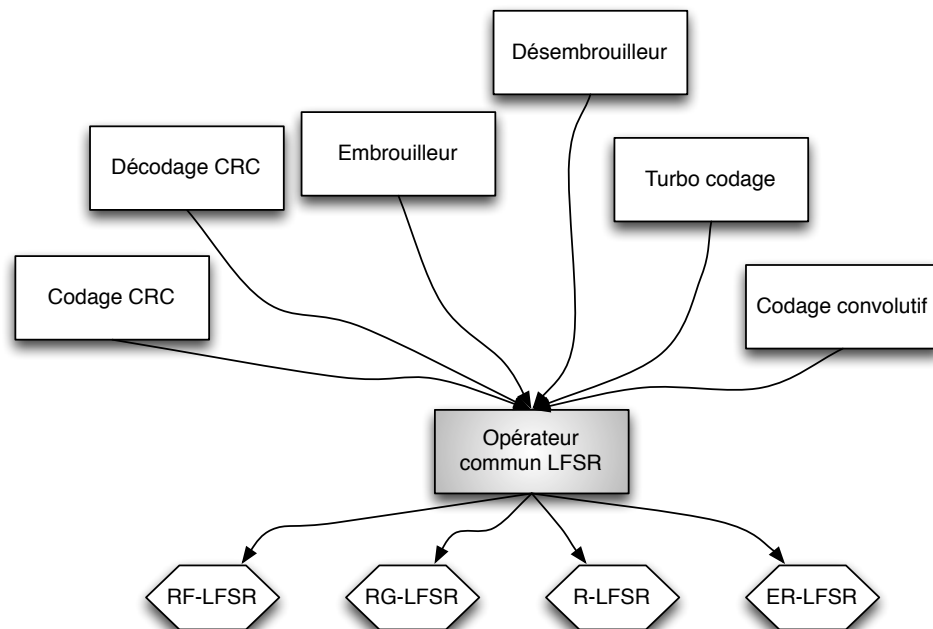 Désembrouilleur
Embrouilleur
Décodage CRC
Turbo codage
Codage CRC
Codage convolutif
Opérateur
commun LFSR
RF-LFSR
RG-LFSR
R-LFSR
ER-LFSR